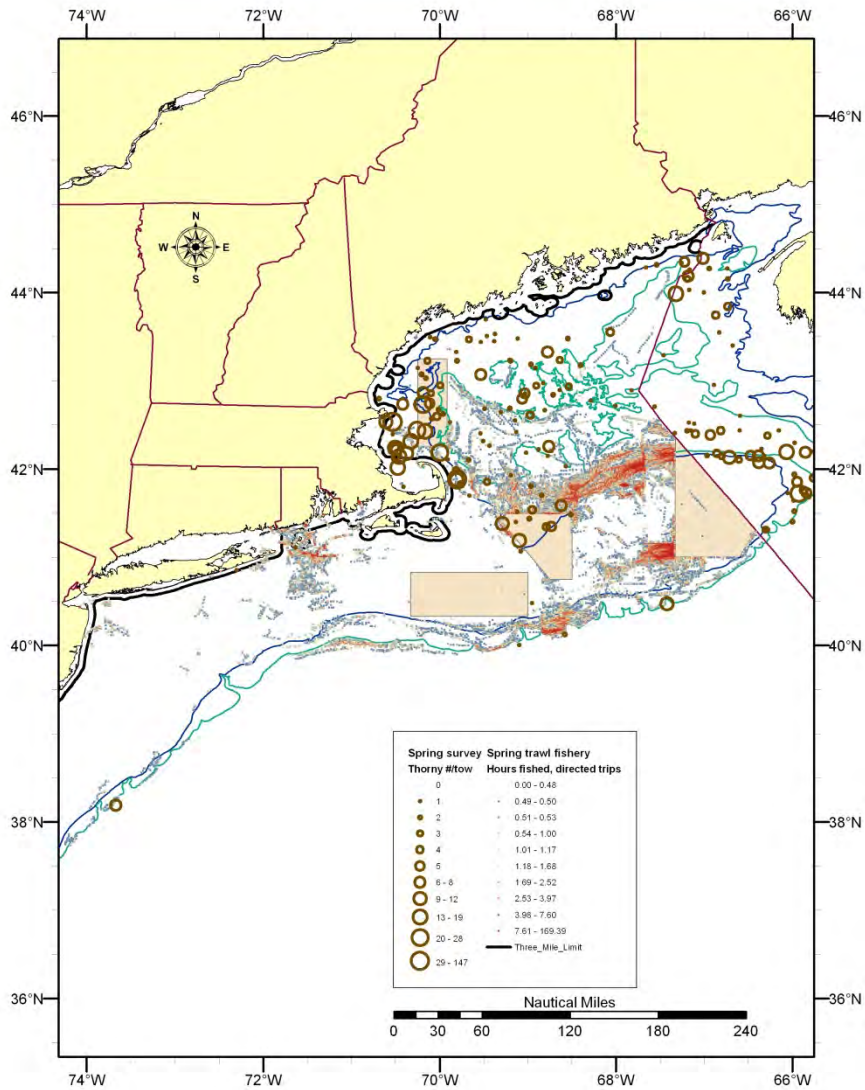 74°W 72°W 70°W 68°W 66°W
46°N 46°N
N
W E
S
44°N 44°N
42°N 42°N
40°N 40°N
Spring survey Spring trawl fishery
Thorny #/tow Hours fished, directed trips
0 0.00 - 0.48
1 0.49 - 0.50
2 0.51 - 0.53
3 0.54 - 1.00
4 1.01 - 1.17
5 1.18 - 1.68
6 - 8 1.69 - 2.52
9 - 12 2.53 - 3.97
13 - 19 3.98 - 7.60
20 - 28 7.61 - 169.39
29 - 147 Three_Mile_Limit
38°N 38°N
36°N 36°N
Nautical Miles
0 30 60 120 180 240
74°W 72°W 70°W 68°W 66°W